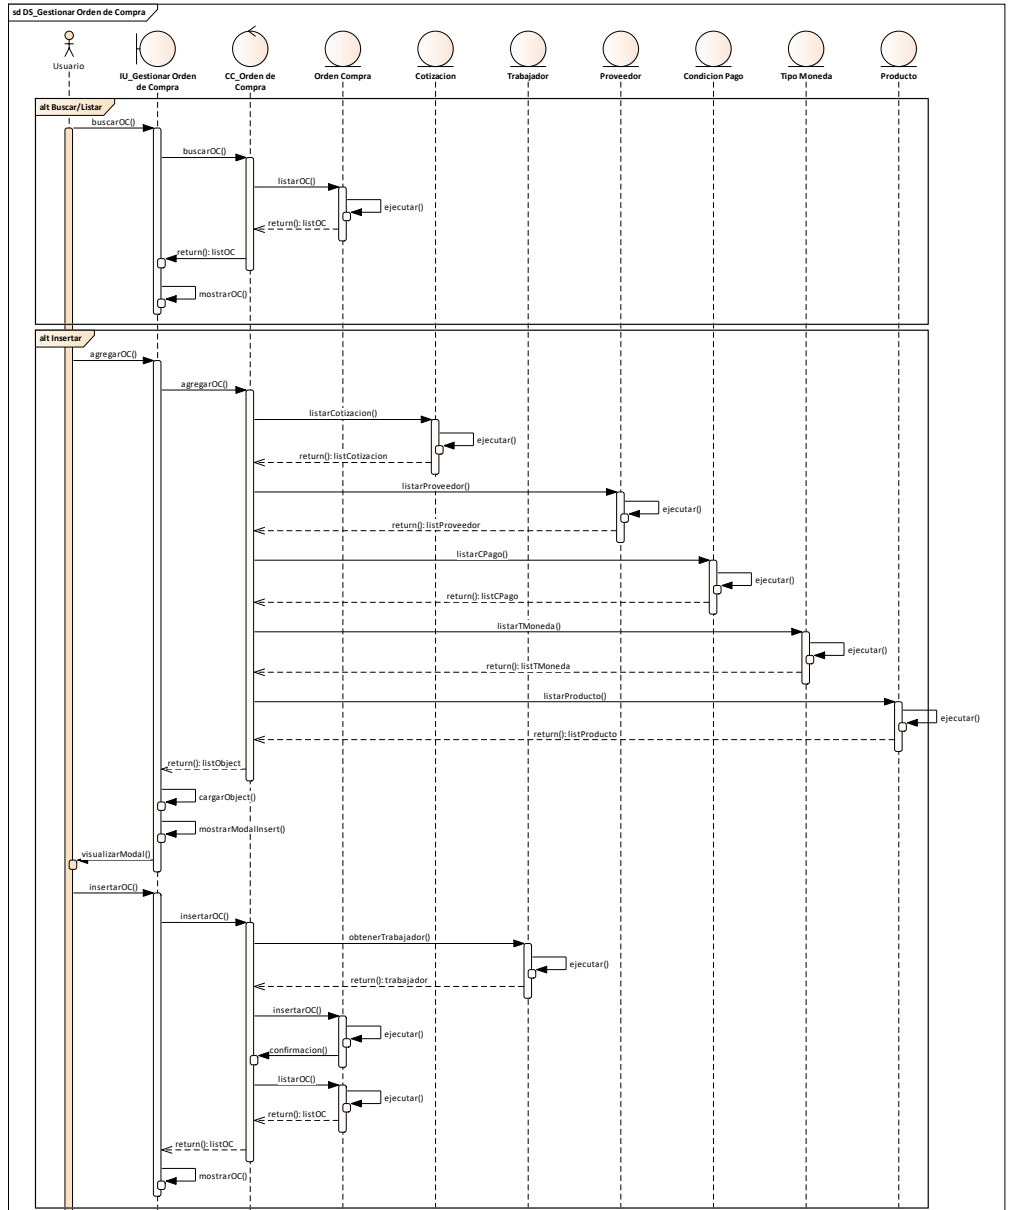 sd DS_Gestionar Orden de Compra
Usuario
IU_Gestionar Orden
de Compra
CC_Orden de
Compra
Orden Compra
Cotizacion
Trabajador
Proveedor
Condicion Pago
Tipo Moneda
Producto
alt Buscar/Listar
buscarOC()
buscarOC()
listarOC()
ejecutar()
return(): listOC
return(): listOC
mostrarOC()
alt Insertar
agregarOC()
agregarOC()
listarCotizacion()
ejecutar()
return(): listCotizacion
listarProveedor()
ejecutar()
return(): listProveedor
listarCPago()
ejecutar()
return(): listCPago
listarTMoneda()
ejecutar()
return(): listTMoneda
listarProducto()
ejecutar()
return(): listProducto
return(): listObject
cargarObject()
mostrarModalInsert()
visualizarModal()
insertarOC()
insertarOC()
obtenerTrabajador()
ejecutar()
return(): trabajador
insertarOC()
ejecutar()
confirmacion()
listarOC()
ejecutar()
return(): listOC
return(): listOC
mostrarOC()